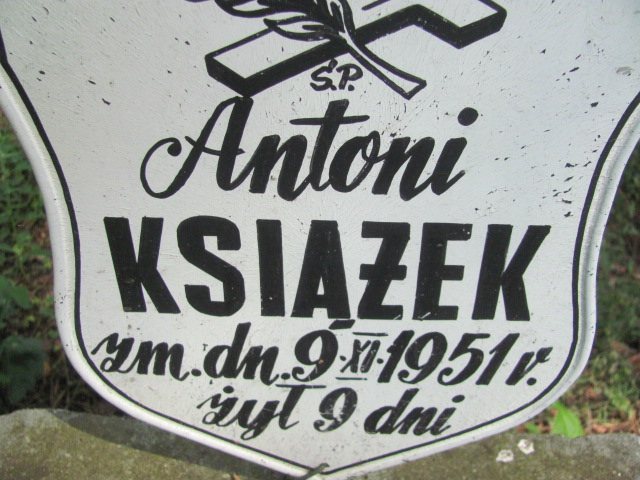 Ś.P.
Antoni
KSIĄŻEK
zm. dn. 9·XI·1951 r.
żył 9 dni